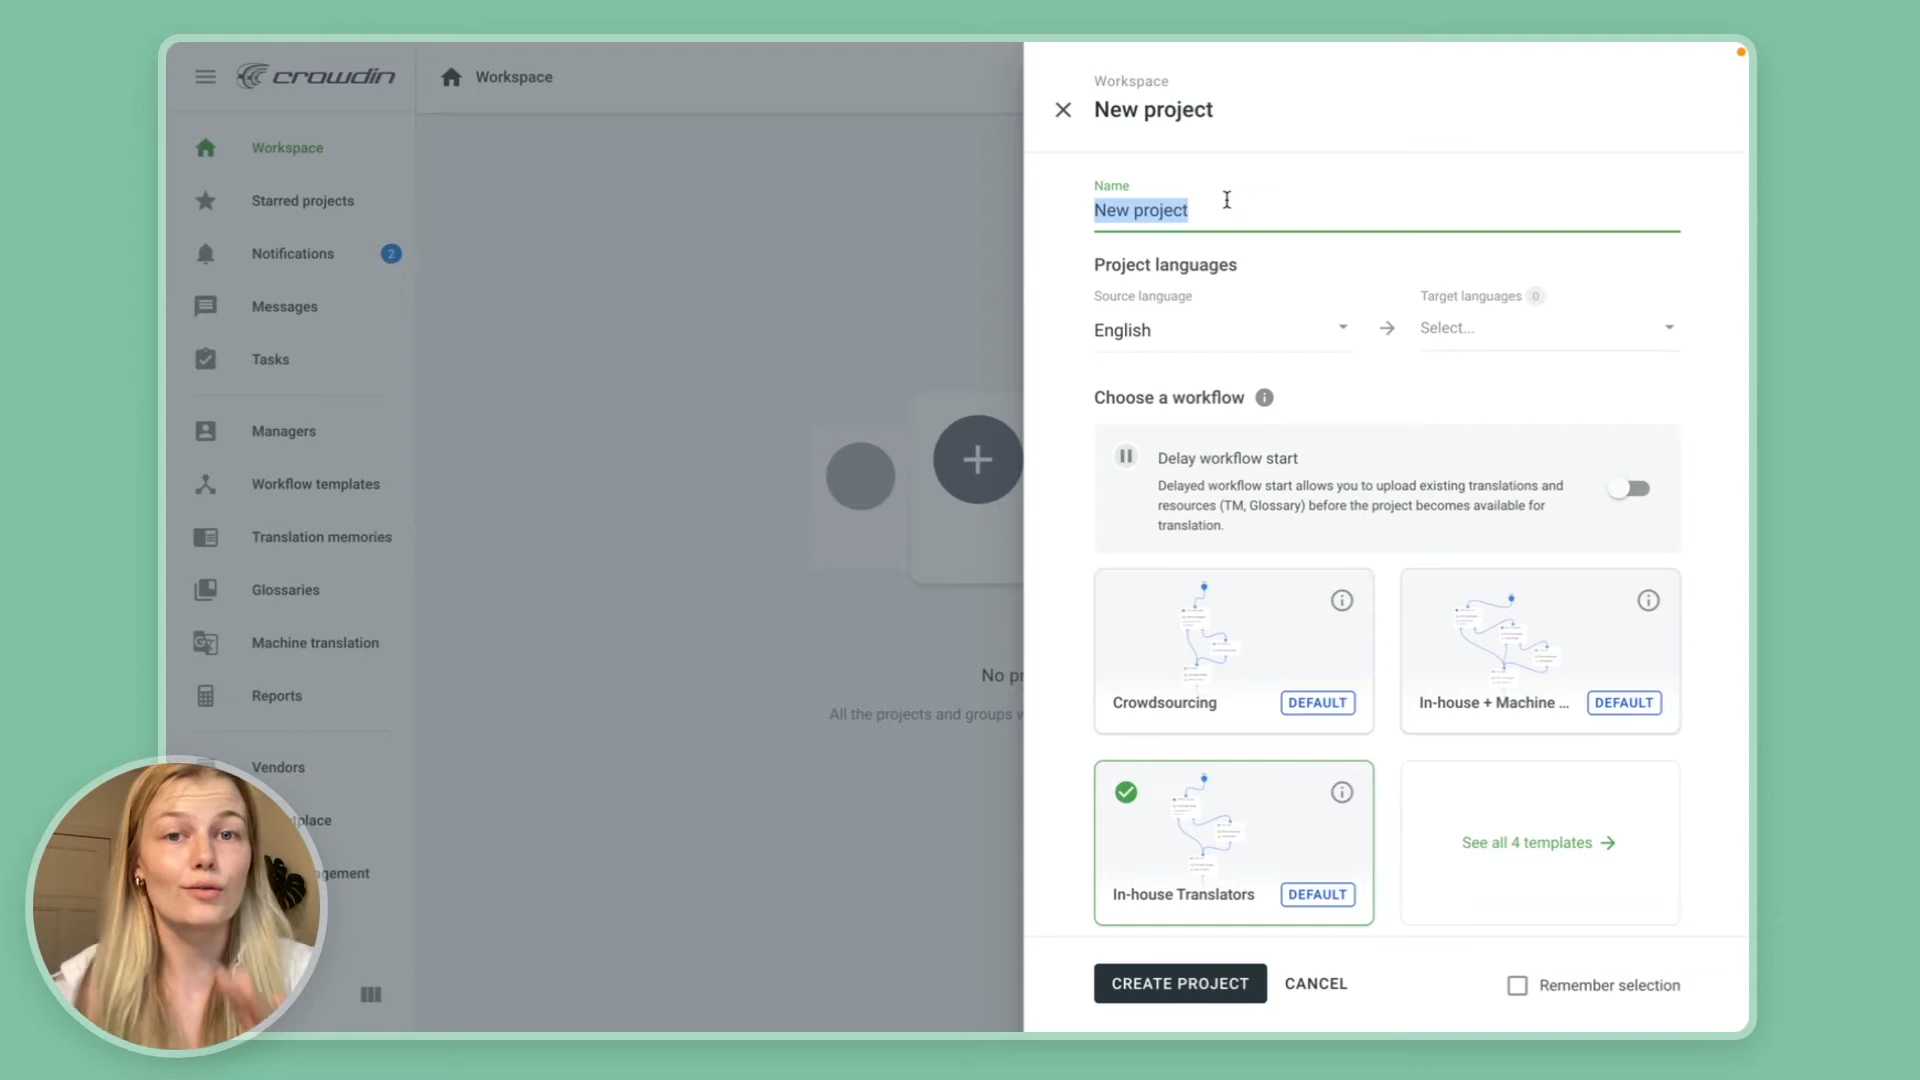 crowdin
Workspace
Workspace
Starred projects
Notifications 2
Messages
Tasks
Managers
Workflow templates
Translation memories
Glossaries
Machine translation
Reports
Vendors
No
All the projects and groups
Workspace
New project
Name
New project
Project languages
Source language
Target languages 0
English
Select...
Choose a workflow
Delay workflow start
Delayed workflow start allows you to upload existing translations and
resources (TM, Glossary) before the project becomes available for
translation.
Crowdsourcing DEFAULT
In-house + Machine ... DEFAULT
In-house Translators DEFAULT
See all 4 templates
CREATE PROJECT
CANCEL
Remember selection